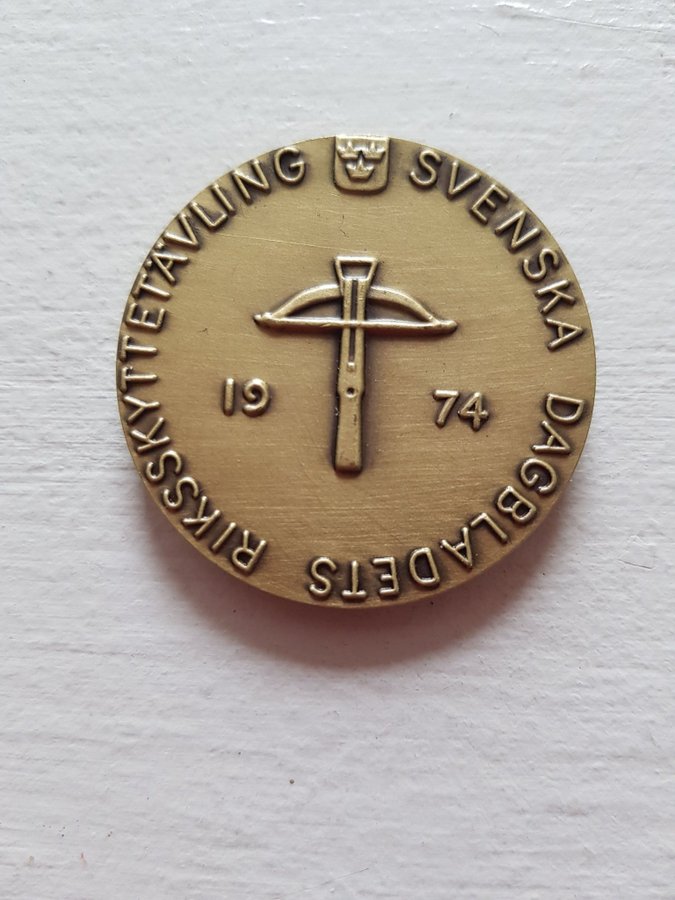 SVENSKA DAGBLADETS RIKSSKYTTETÄVLING
19 74